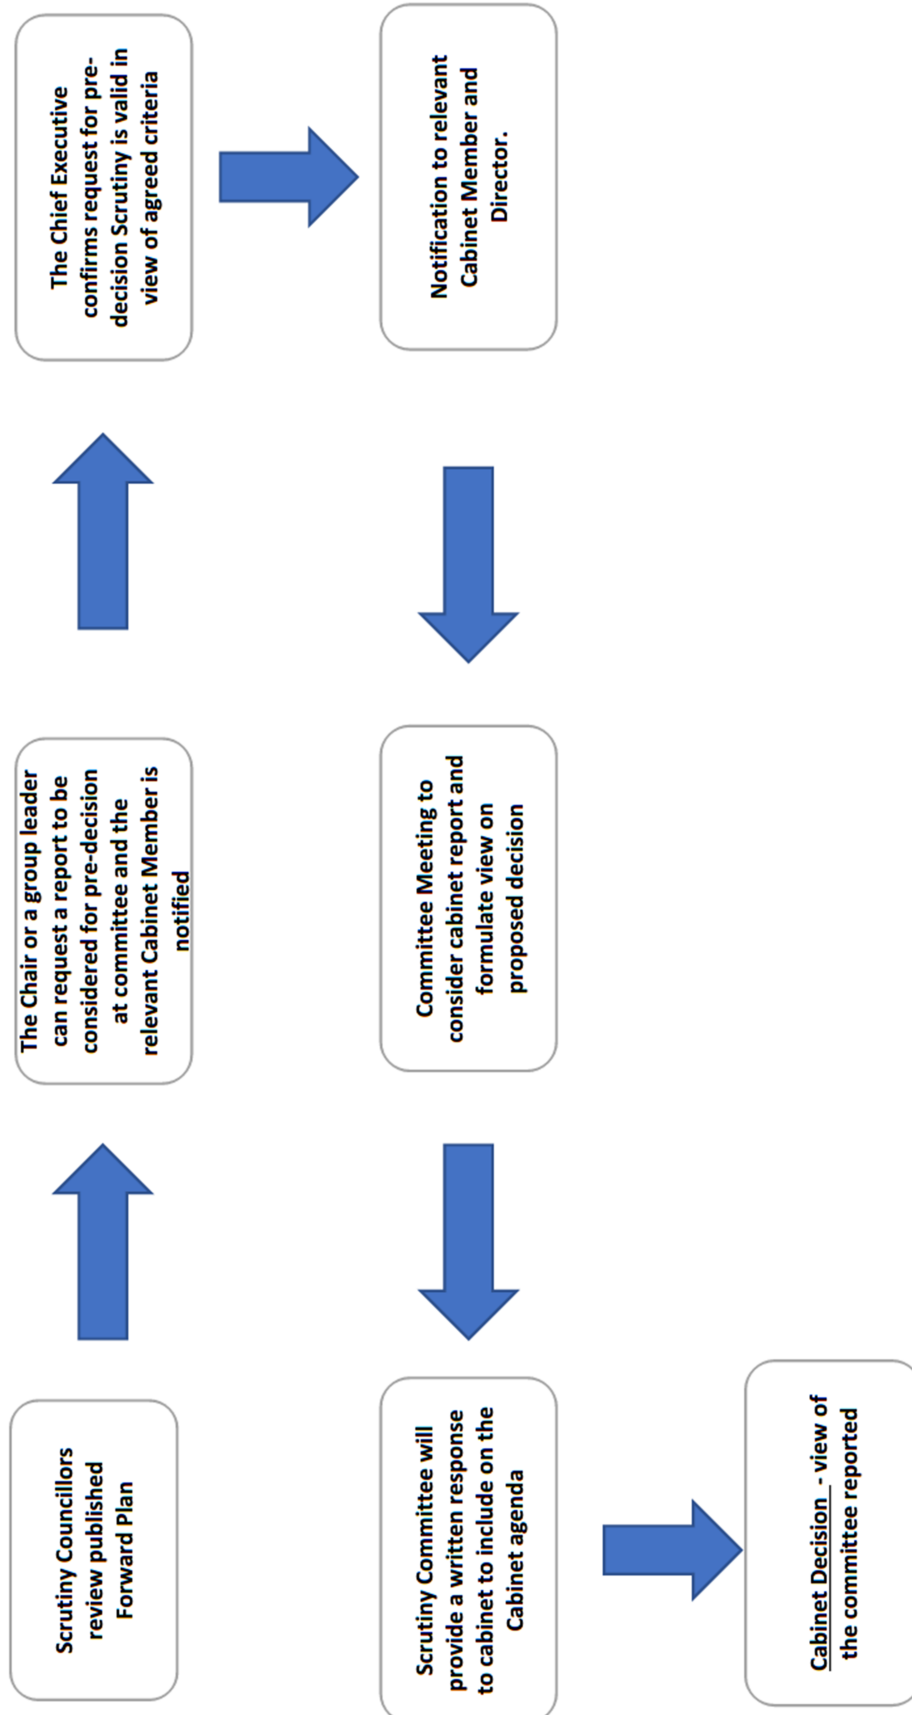 Scrutiny Councillors
review published
Forward Plan
The Chair or a group leader
can request a report to be
considered for pre-decision
at committee and the
relevant Cabinet Member is
notified
The Chief Executive
confirms request for pre-
decision Scrutiny is valid in
view of agreed criteria
Notification to relevant
Cabinet Member and
Director.
Committee Meeting to
consider cabinet report and
formulate view on
proposed decision
Scrutiny Committee will
provide a written response
to cabinet to include on the
Cabinet agenda
Cabinet Decision - view of
the committee reported